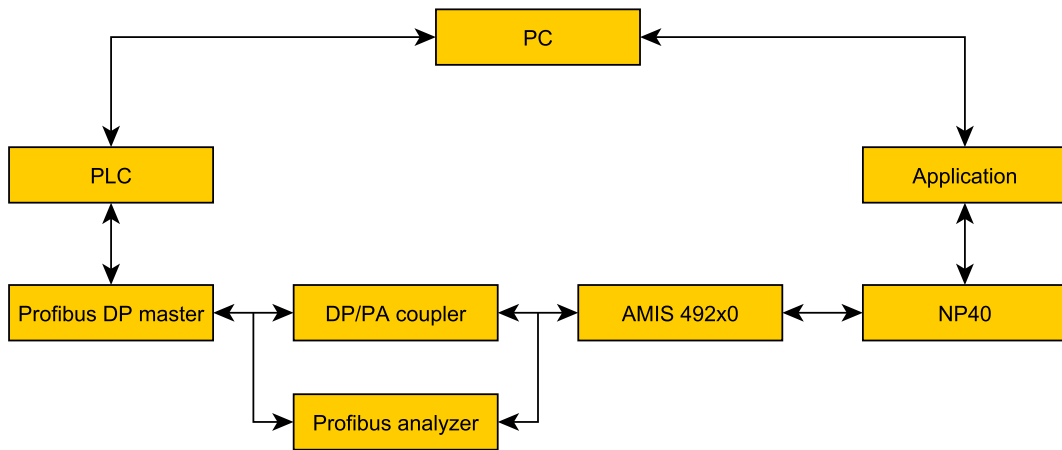 PC
PLC
Application
Profibus DP master
DP/PA coupler
AMIS 492x0
NP40
Profibus analyzer